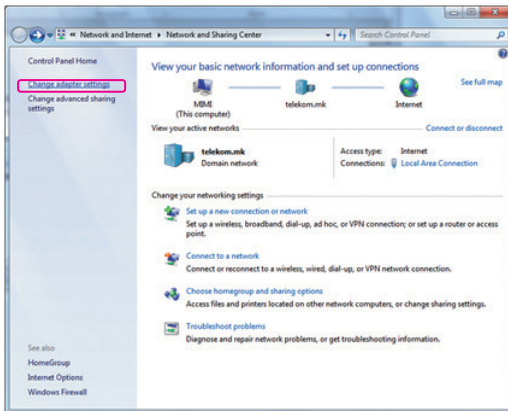 Network and Internet ▸ Network and Sharing Center
Search Control Panel
Control Panel Home
Change adapter settings
Change advanced sharing
settings
View your basic network information and set up connections
See full map
MIMI
(This computer)
telekom.mk
Internet
View your active networks
Connect or disconnect
telekom.mk
Domain network
Access type: Internet
Connections: Local Area Connection
Change your networking settings
Set up a new connection or network
Set up a wireless, broadband, dial-up, ad hoc, or VPN connection; or set up a router or access
point.
Connect to a network
Connect or reconnect to a wireless, wired, dial-up, or VPN network connection.
Choose homegroup and sharing options
Access files and printers located on other network computers, or change sharing settings.
Troubleshoot problems
Diagnose and repair network problems, or get troubleshooting information.
See also
HomeGroup
Internet Options
Windows Firewall